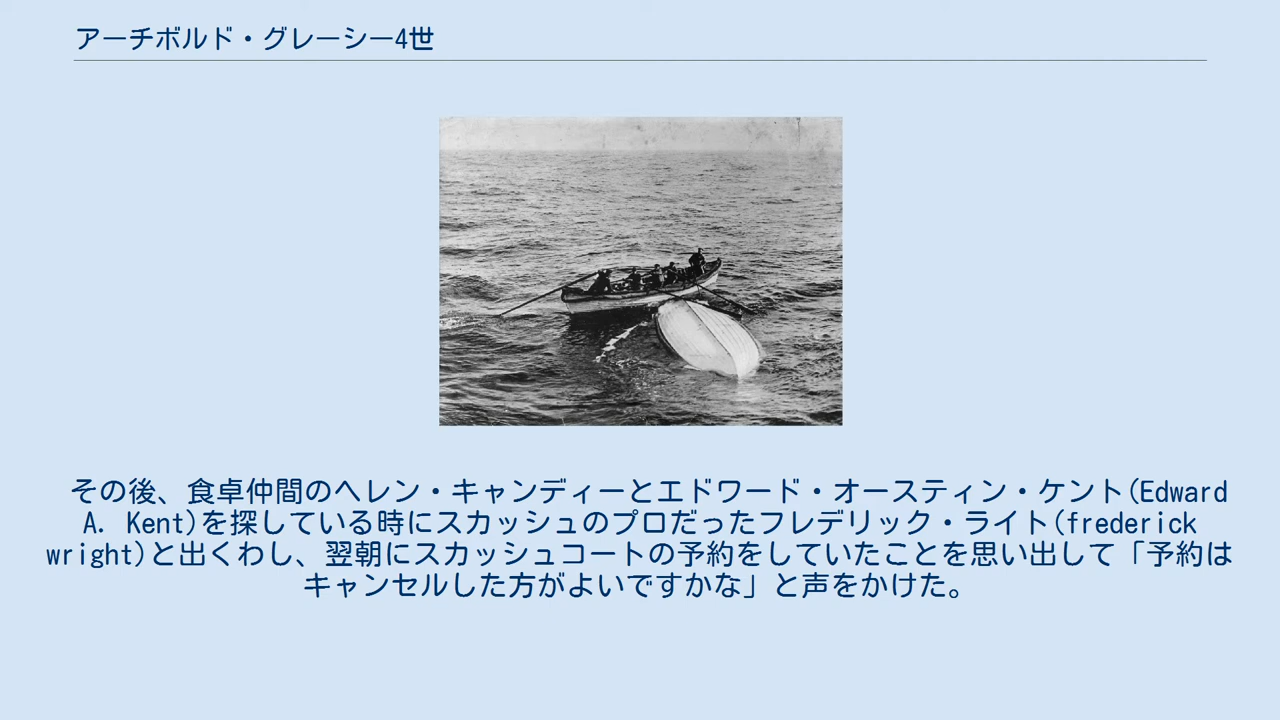 アーチボルド・グレーシー4世
その後、食卓仲間のヘレン・キャンディーとエドワード・オースティン・ケント(Edward
A. Kent)を探している時にスカッシュのプロだったフレデリック・ライト(frederick
wright)と出くわし、翌朝にスカッシュコートの予約をしていたことを思い出して「予約は
キャンセルした方がよいですかな」と声をかけた。